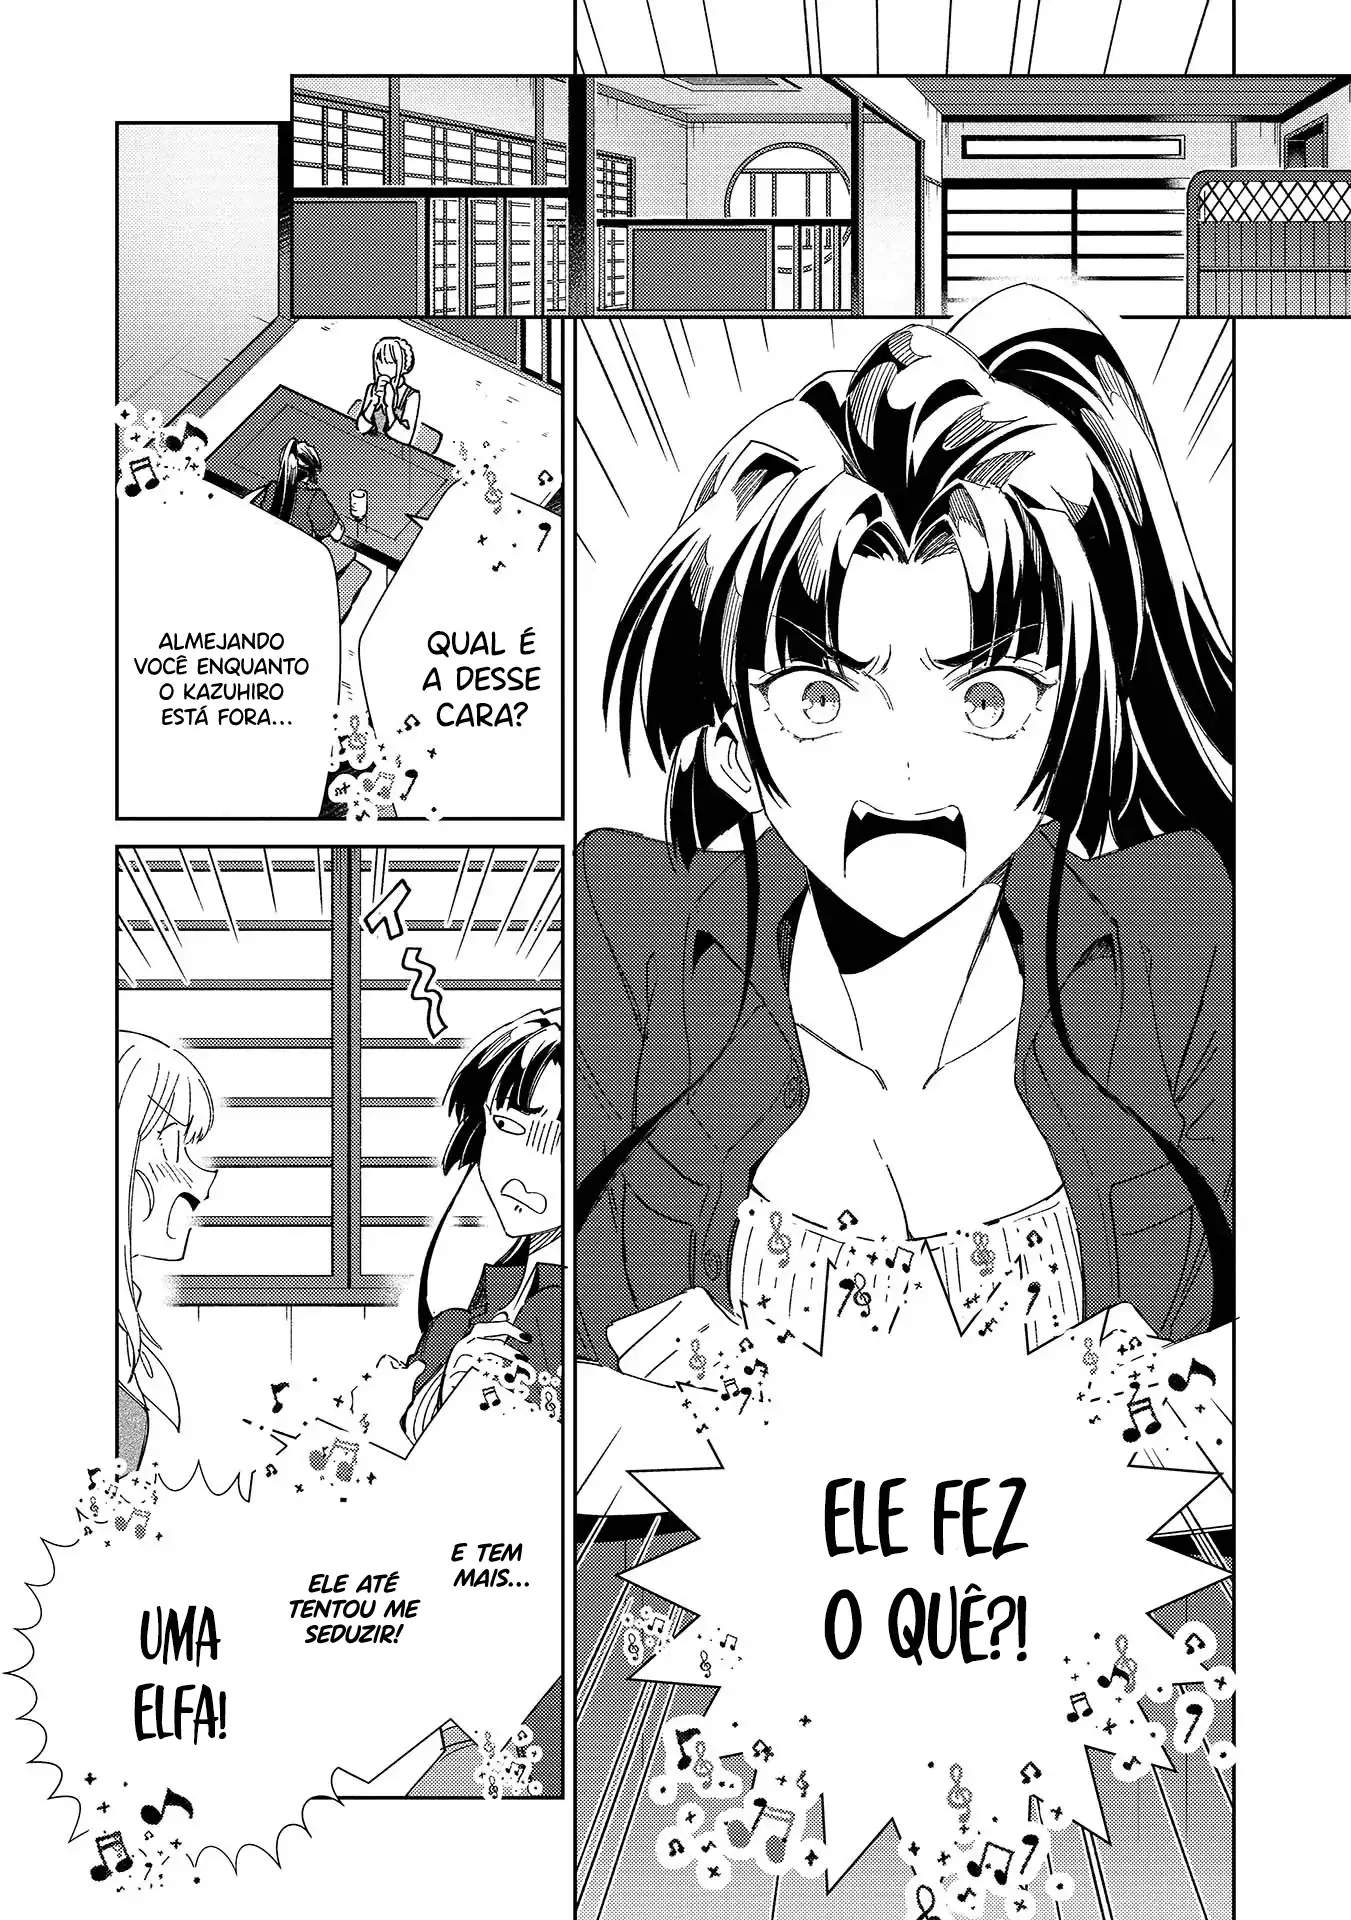 ELE FEZ
O QUÊ?!
QUAL É
A DESSE
CARA?
ALMEJANDO
VOCÊ ENQUANTO
O KAZUHIRO
ESTÁ FORA...
イ
E TEM
MAIS...
ELE ATÉ
TENTOU ME
SEDUZIR!
UMA
ELFA!